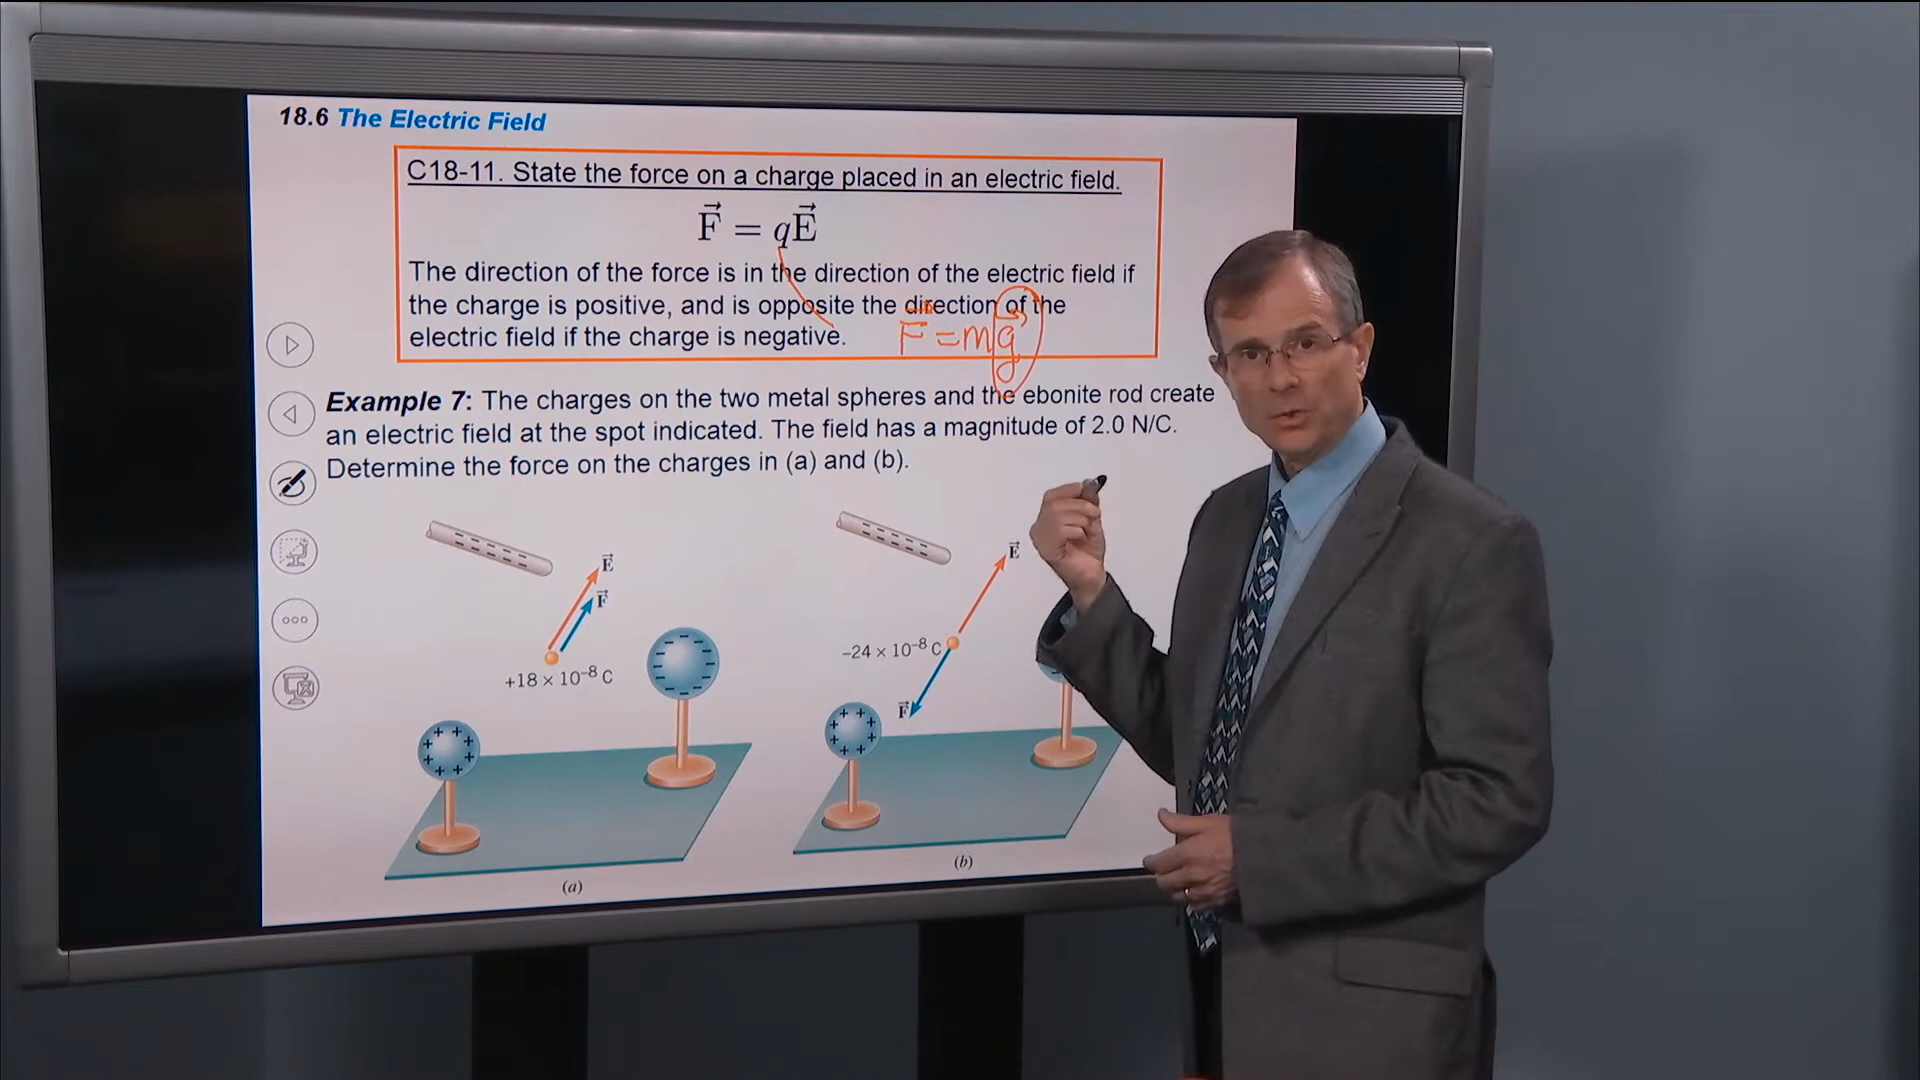 18.6 The Electric Field
C18-11. State the force on a charge placed in an electric field.
F⃗ = qE⃗
The direction of the force is in the direction of the electric field if
the charge is positive, and is opposite the direction of the
electric field if the charge is negative.
F⃗ = mg⃗
Example 7: The charges on the two metal spheres and the ebonite rod create
an electric field at the spot indicated. The field has a magnitude of 2.0 N/C.
Determine the force on the charges in (a) and (b).
E⃗
F⃗
+18 × 10⁻⁸ C
(a)
E⃗
−24 × 10⁻⁸ C
F⃗
(b)